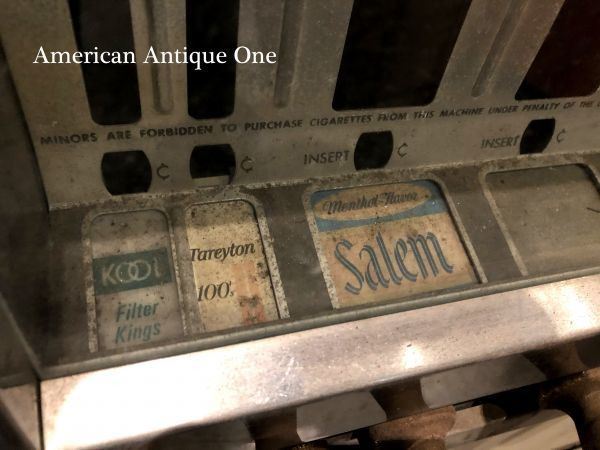 American Antique One
MINORS ARE FORBIDDEN TO PURCHASE CIGARETTES FROM THIS MACHINE UNDER PENALTY OF THE
¢ ¢ INSERT ¢ INSERT ¢
KOOL
Filter
Kings
Tareyton
100's
Menthol-Flavor
Salem